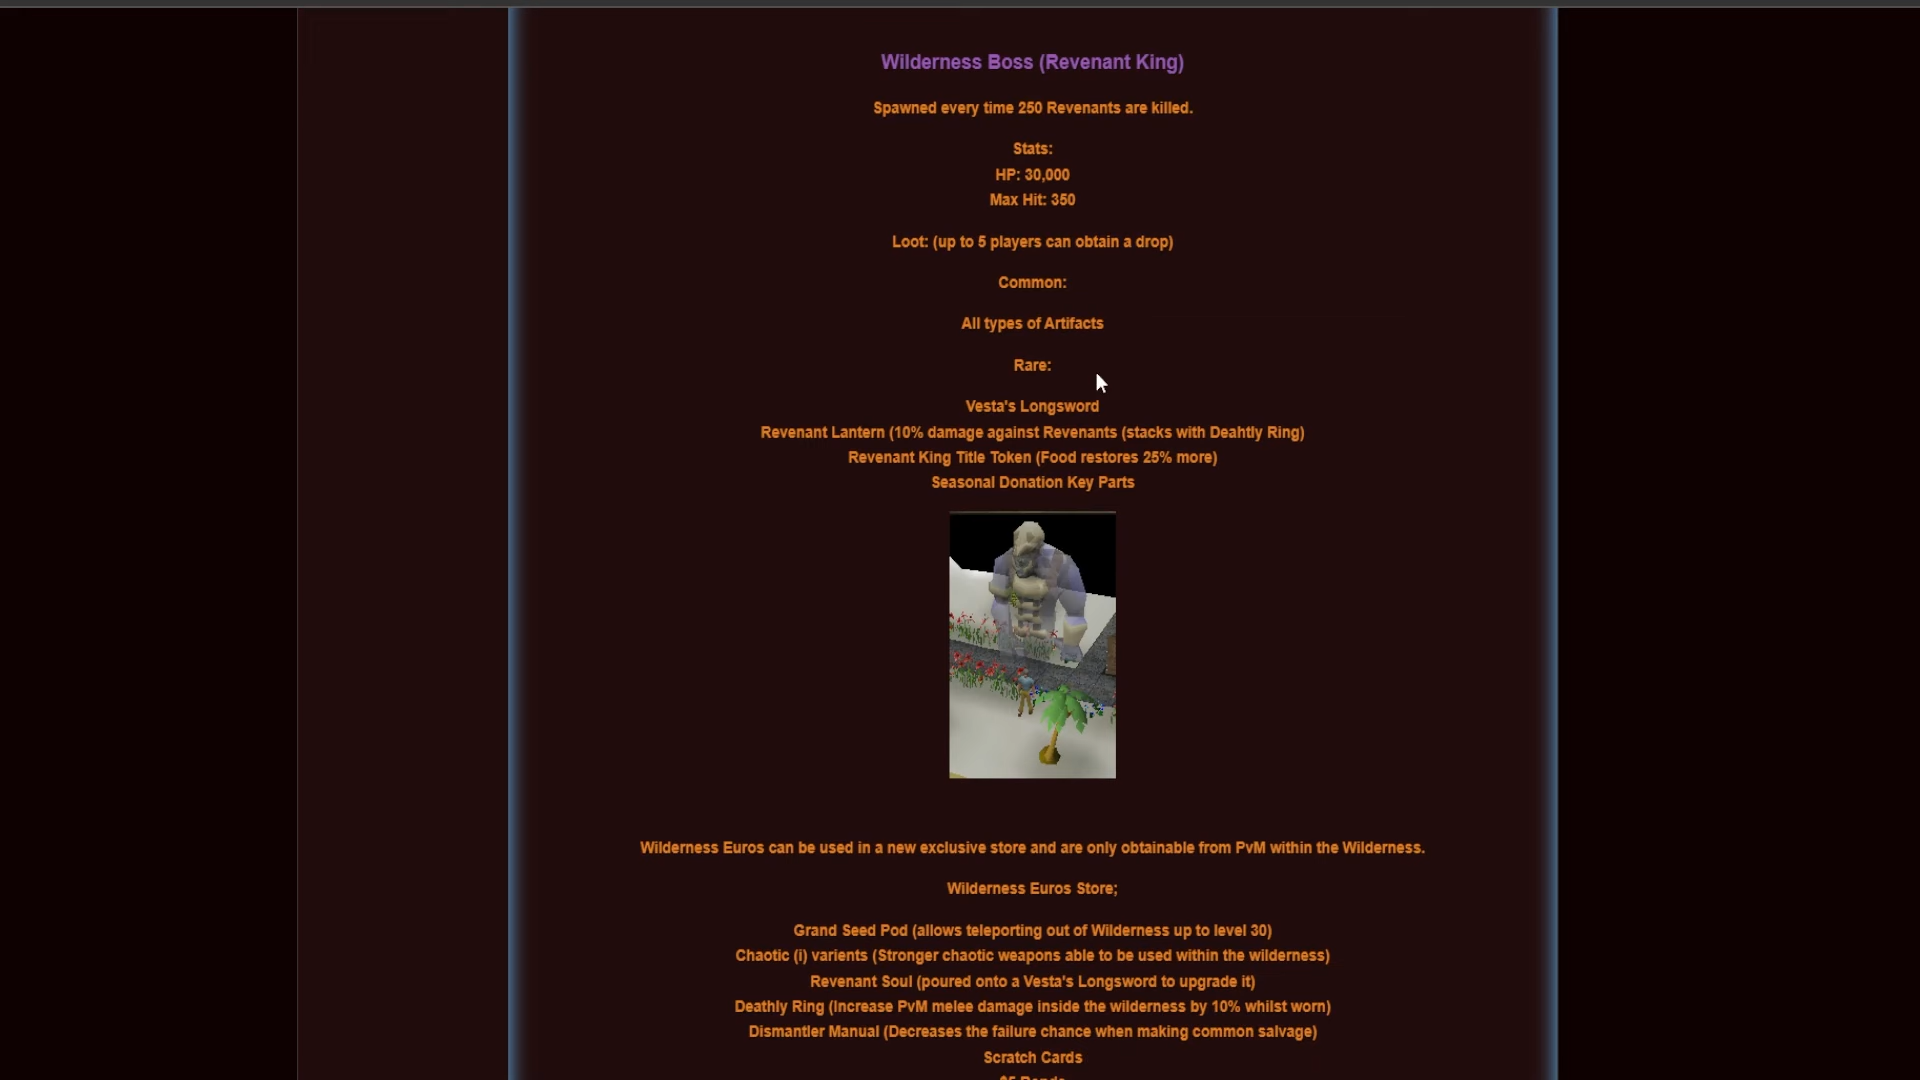 Wilderness Boss (Revenant King)
Spawned every time 250 Revenants are killed.
Stats:
HP: 30,000
Max Hit: 350
Loot: (up to 5 players can obtain a drop)
Common:
All types of Artifacts
Rare:
Vesta's Longsword
Revenant Lantern (10% damage against Revenants (stacks with Deahtly Ring)
Revenant King Title Token (Food restores 25% more)
Seasonal Donation Key Parts
Wilderness Euros can be used in a new exclusive store and are only obtainable from PvM within the Wilderness.
Wilderness Euros Store;
Grand Seed Pod (allows teleporting out of Wilderness up to level 30)
Chaotic (i) varients (Stronger chaotic weapons able to be used within the wilderness)
Revenant Soul (poured onto a Vesta's Longsword to upgrade it)
Deathly Ring (Increase PvM melee damage inside the wilderness by 10% whilst worn)
Dismantler Manual (Decreases the failure chance when making common salvage)
Scratch Cards